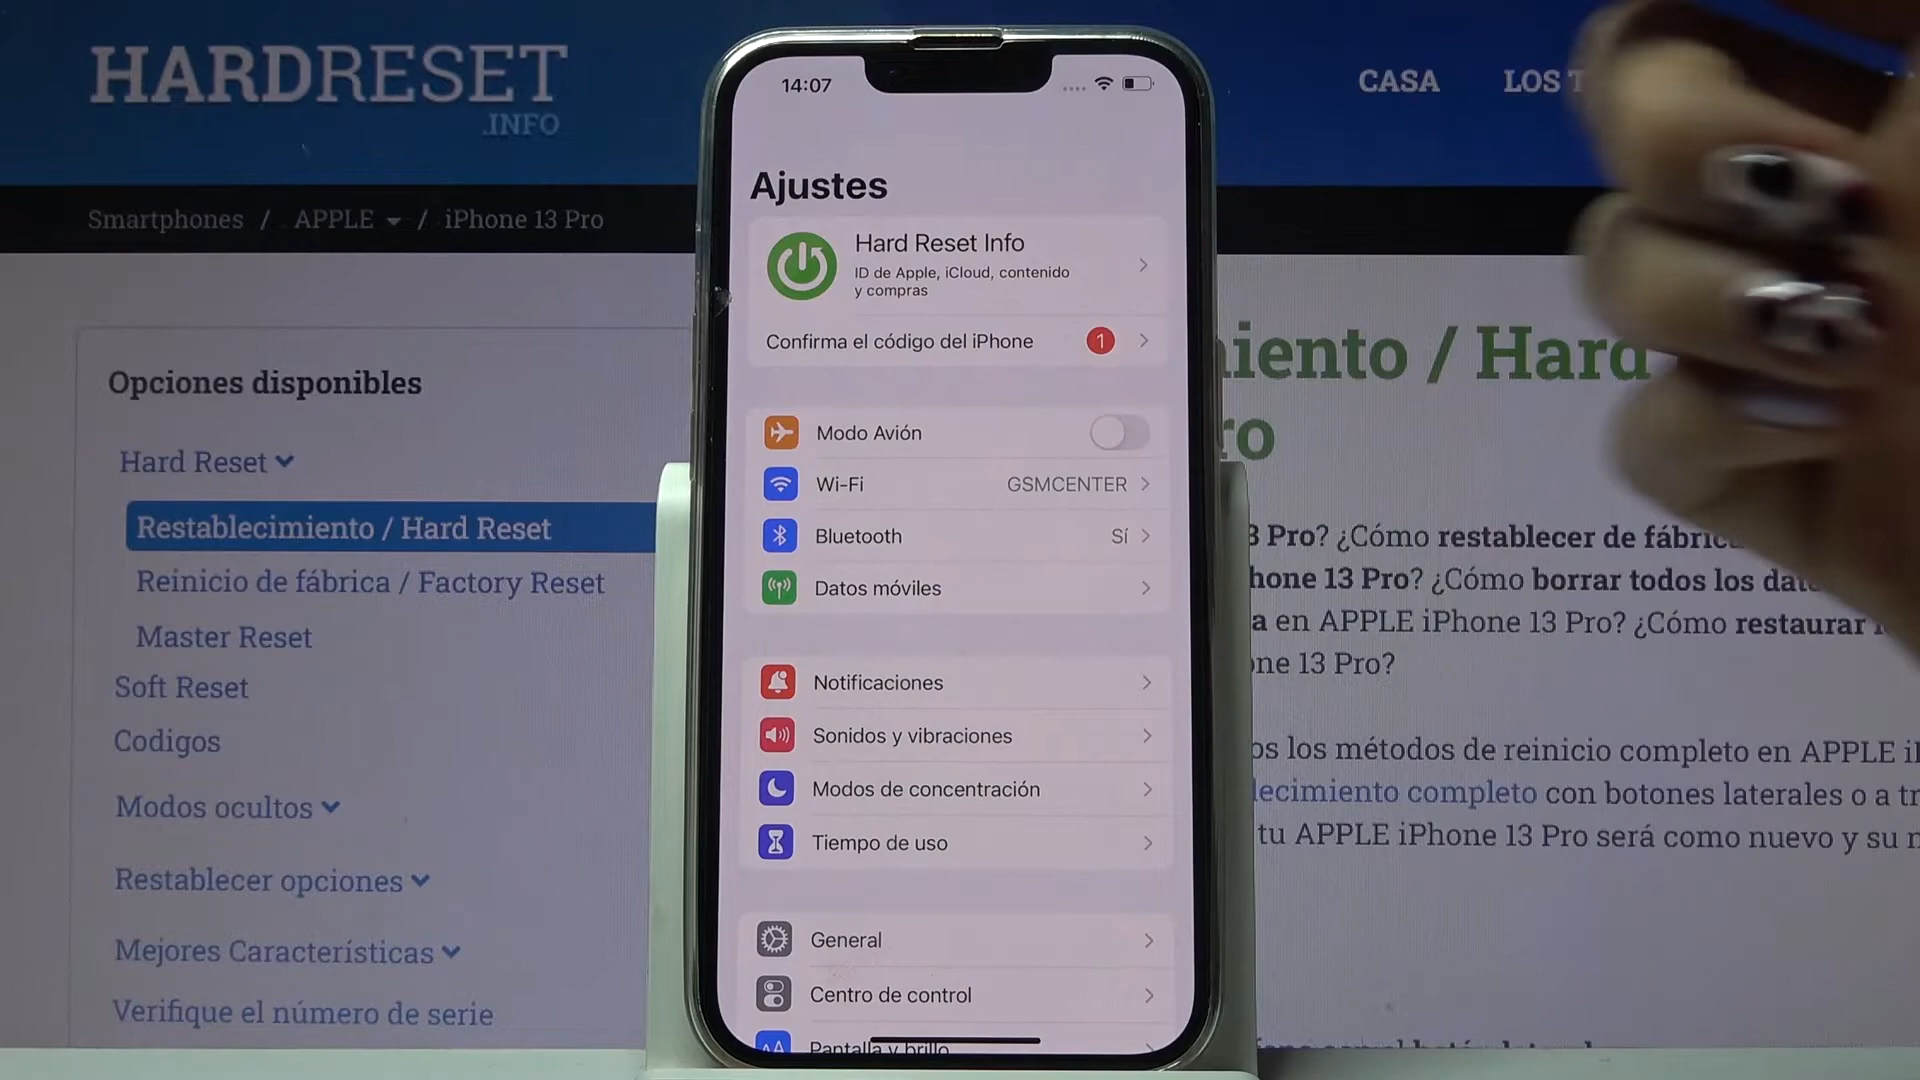 HARDRESET
.INFO
CASA
LOS T
Smartphones / APPLE / iPhone 13 Pro
Opciones disponibles
Hard Reset
Restablecimiento / Hard Reset
Reinicio de fábrica / Factory Reset
Master Reset
Soft Reset
Codigos
Modos ocultos
Restablecer opciones
Mejores Características
Verifique el número de serie
14:07
Ajustes
Hard Reset Info
ID de Apple, iCloud, contenido
y compras
Confirma el código del iPhone 1
Modo Avión
Wi-Fi GSMCENTER
Bluetooth Sí
Datos móviles
Notificaciones
Sonidos y vibraciones
Modos de concentración
Tiempo de uso
General
Centro de control
AA Pantalla y brillo
iento / Hard
ro
3 Pro? ¿Cómo restablecer de fábric
hone 13 Pro? ¿Cómo borrar todos los dat
a en APPLE iPhone 13 Pro? ¿Cómo restaurar
ne 13 Pro?
os los métodos de reinicio completo en APPLE
lecimiento completo con botones laterales o a tr
tu APPLE iPhone 13 Pro será como nuevo y su